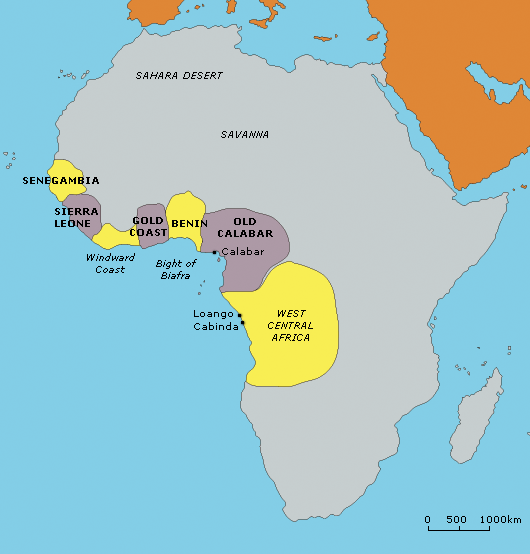 SAHARA DESERT
SAVANNA
SENEGAMBIA
SIERRA
LEONE
GOLD
COAST
BENIN
OLD
CALABAR
Calabar
Windward
Coast
Bight of
Biafra
Loango
Cabinda
WEST
CENTRAL
AFRICA
0 500 1000km